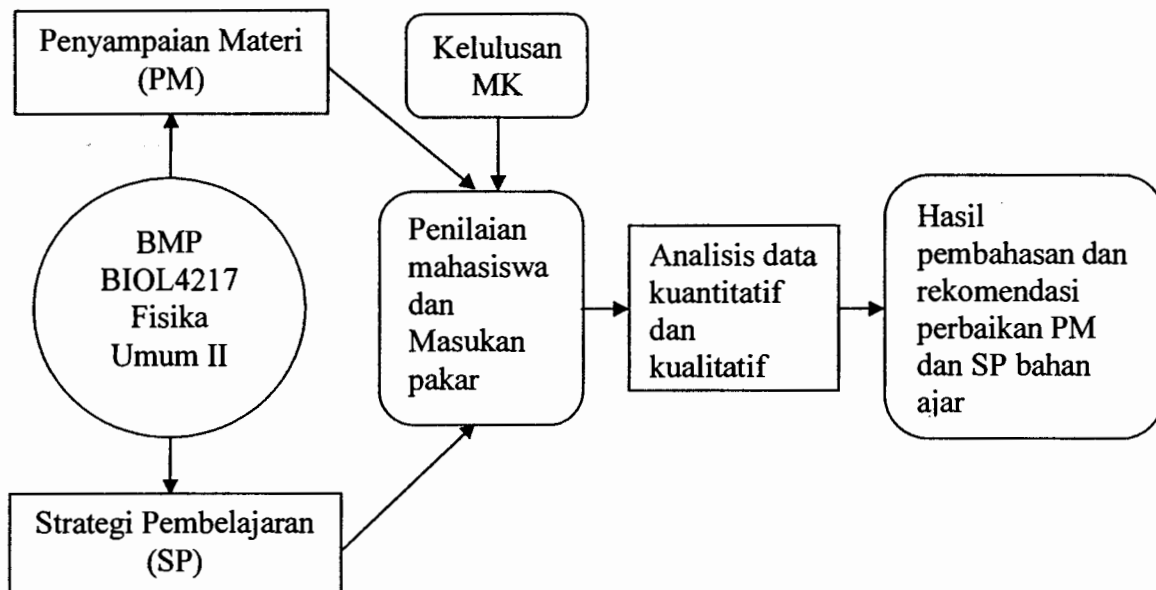 Penyampaian Materi
(PM)
Kelulusan
MK
BMP
BIOL4217
Fisika
Umum II
Penilaian
mahasiswa
dan
Masukan
pakar
Analisis data
kuantitatif
dan
kualitatif
Hasil
pembahasan dan
rekomendasi
perbaikan PM
dan SP bahan
ajar
Strategi Pembelajaran
(SP)